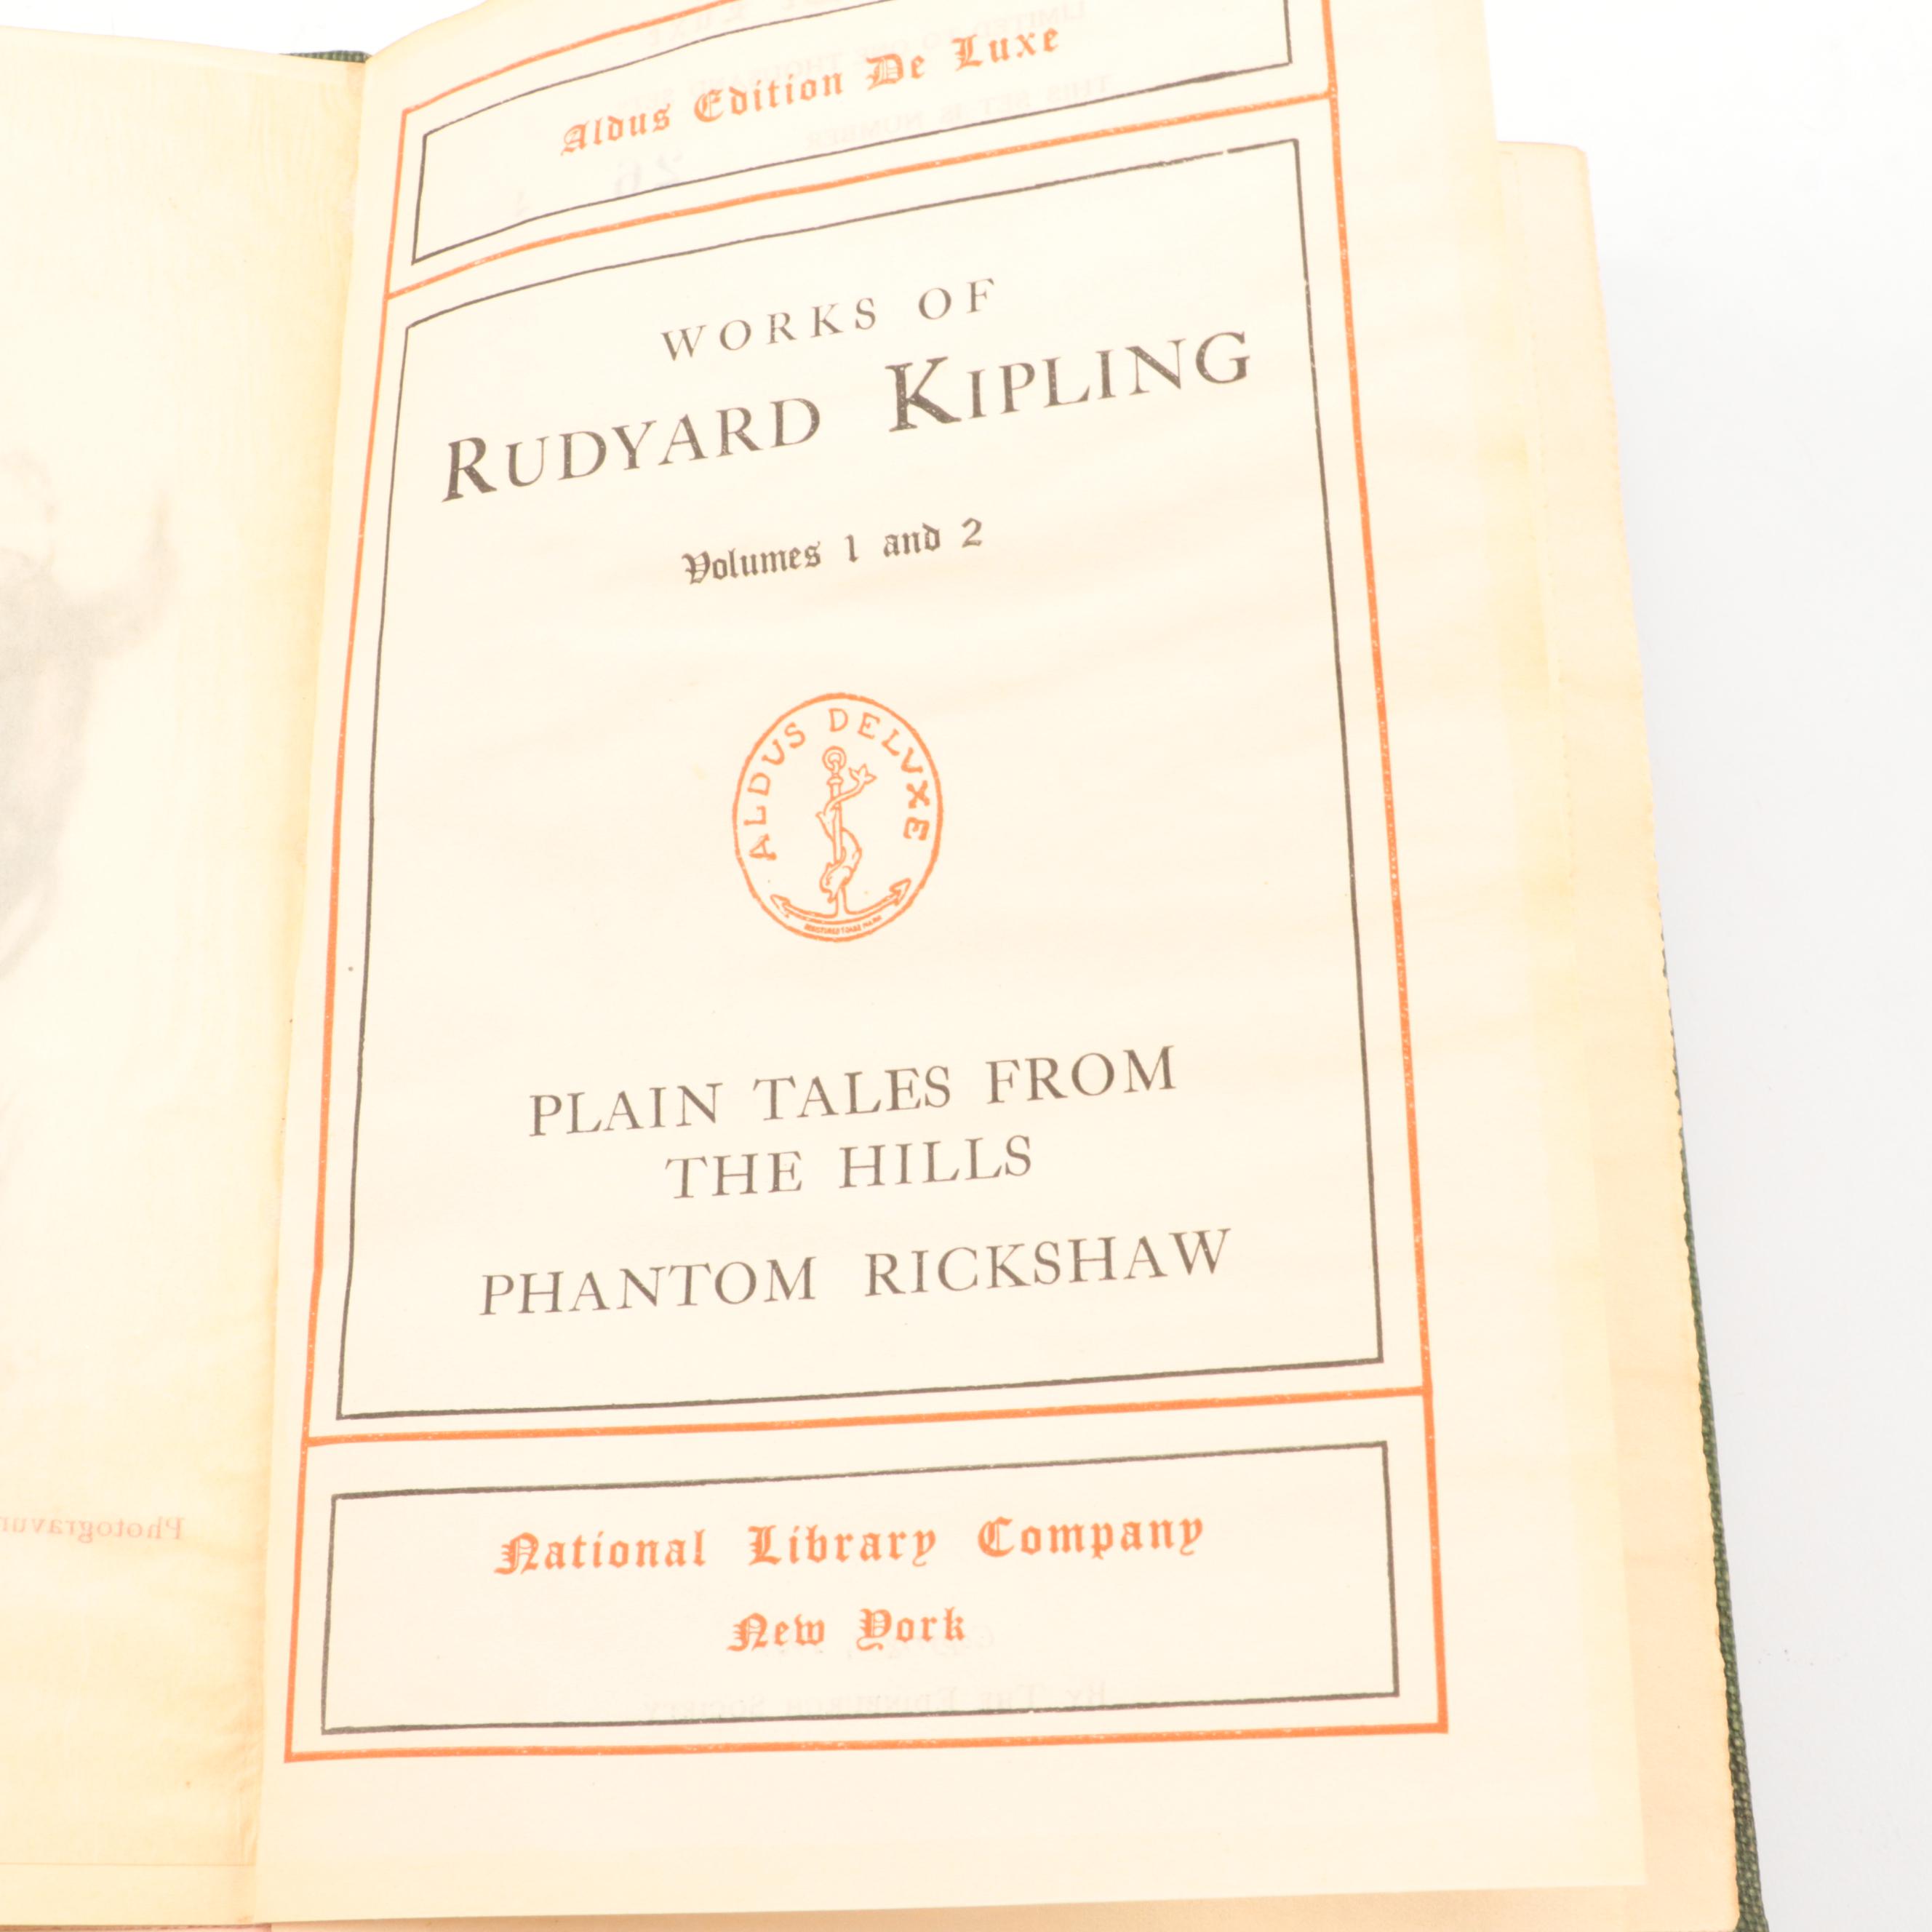 Aldus Edition De Luxe
WORKS OF
RUDYARD KIPLING
Volumes 1 and 2
ALDUS DELVXE
PLAIN TALES FROM
THE HILLS
PHANTOM RICKSHAW
National Library Company
New York